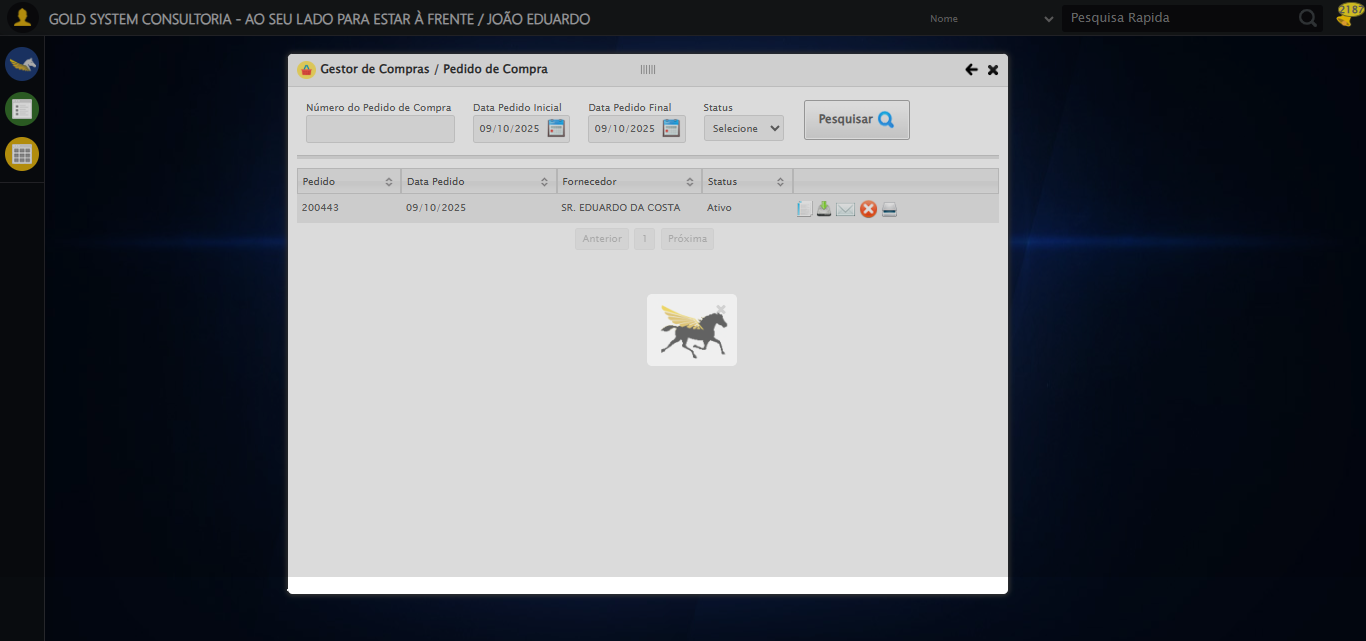 GOLD SYSTEM CONSULTORIA - AO SEU LADO PARA ESTAR À FRENTE / JOÃO EDUARDO
Nome
Pesquisa Rapida
2187
Gestor de Compras / Pedido de Compra
Número do Pedido de Compra
Data Pedido Inicial
Data Pedido Final
Status
09/10/2025
09/10/2025
Selecione
Pesquisar
Pedido
Data Pedido
Fornecedor
Status
200443
09/10/2025
SR. EDUARDO DA COSTA
Ativo
Anterior
1
Próxima